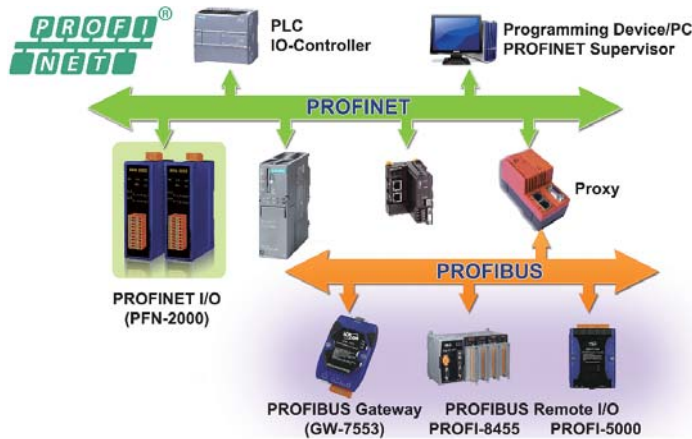 PROFI
NET®
PLC
IO-Controller
Programming Device/PC
PROFINET Supervisor
PROFINET
Proxy
PROFINET I/O
(PFN-2000)
PROFIBUS
PROFIBUS Gateway
(GW-7553)
PROFIBUS Remote I/O
PROFI-8455
PROFI-5000